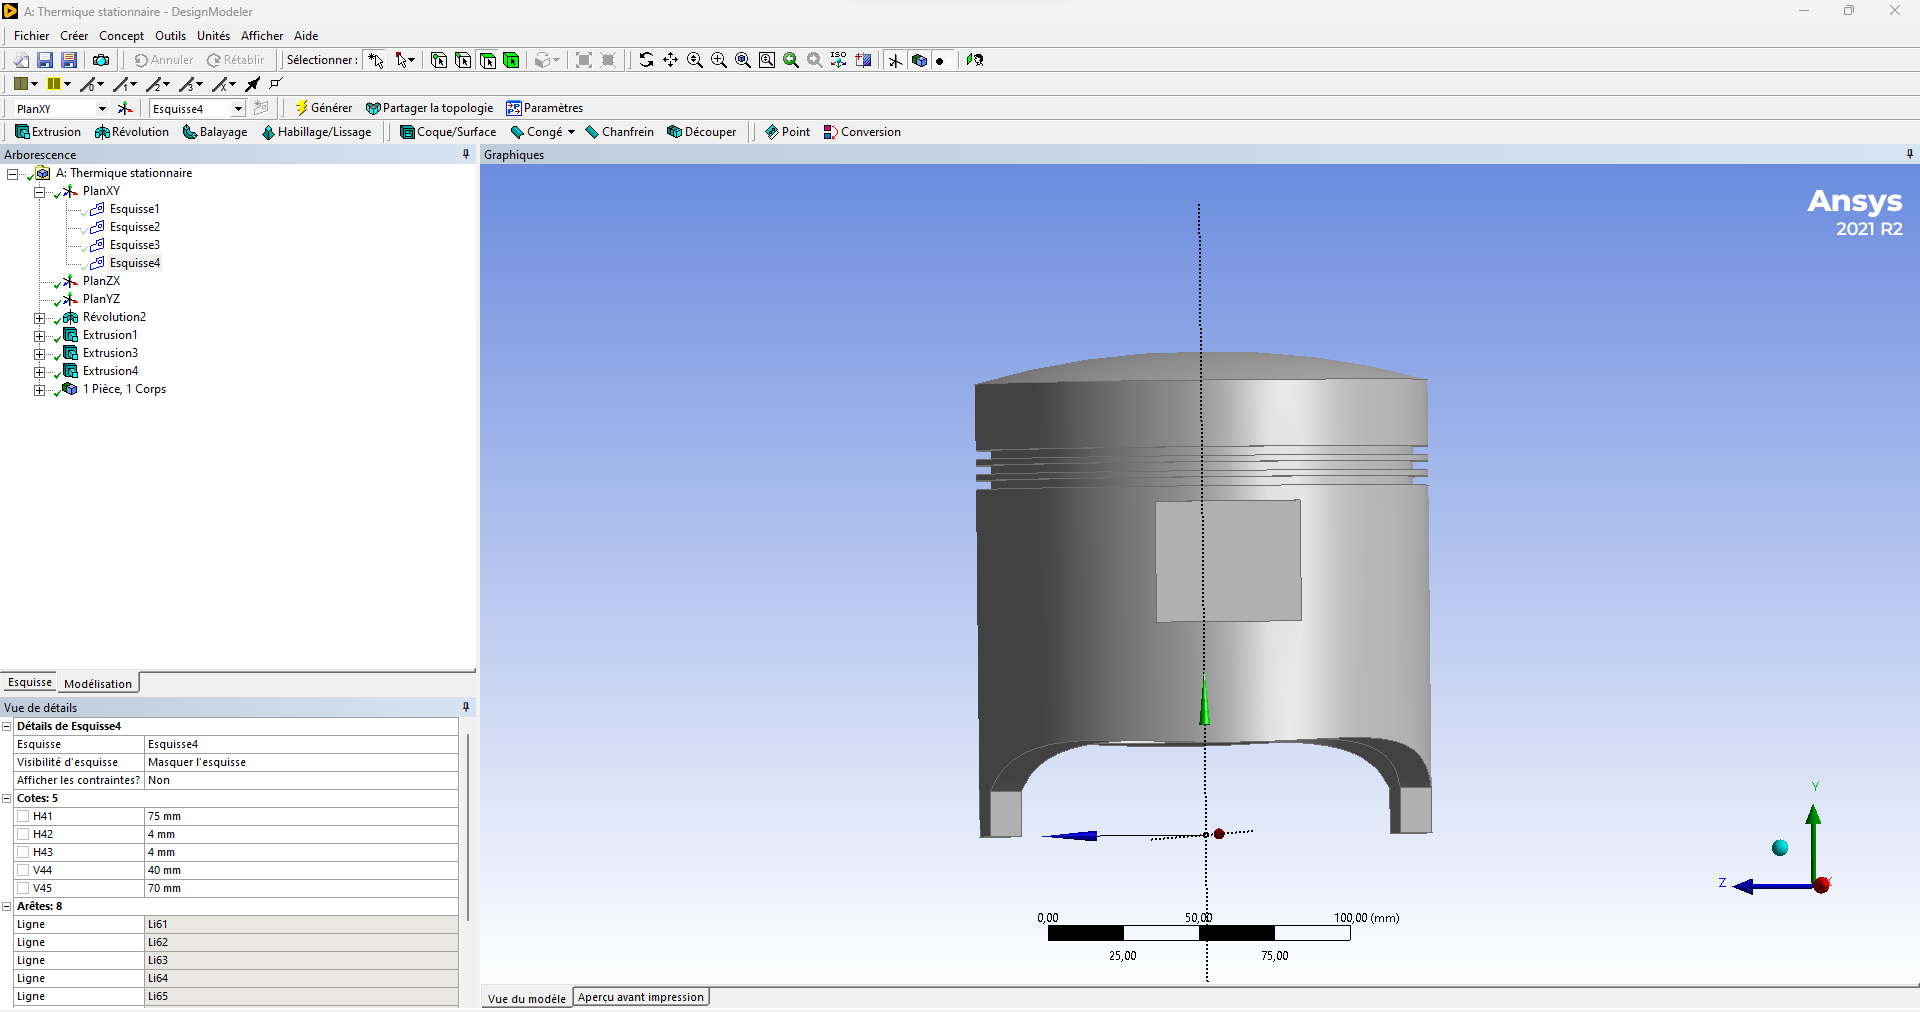 A: Thermique stationnaire - DesignModeler
Fichier Créer Concept Outils Unités Afficher Aide
Annuler Rétablir Sélectionner: ISO
PlanXY Esquisse4 Générer Partager la topologie Paramètres
Extrusion Révolution Balayage Habillage/Lissage Coque/Surface Congé Chanfrein Découper Point Conversion
Arborescence
A: Thermique stationnaire
PlanXY
Esquisse1
Esquisse2
Esquisse3
Esquisse4
PlanZX
PlanYZ
Révolution2
Extrusion1
Extrusion3
Extrusion4
1 Pièce, 1 Corps
Esquisse Modélisation
Vue de détails
Détails de Esquisse4
Esquisse Esquisse4
Visibilité d'esquisse Masquer l'esquisse
Afficher les contraintes? Non
Cotes: 5
H41 75 mm
H42 4 mm
H43 4 mm
V44 40 mm
V45 70 mm
Arêtes: 8
Ligne Li61
Ligne Li62
Ligne Li63
Ligne Li64
Ligne Li65
Graphiques
Ansys
2021 R2
Y
Z X
0,00 50,00 100,00 (mm)
25,00 75,00
Vue du modèle Aperçu avant impression